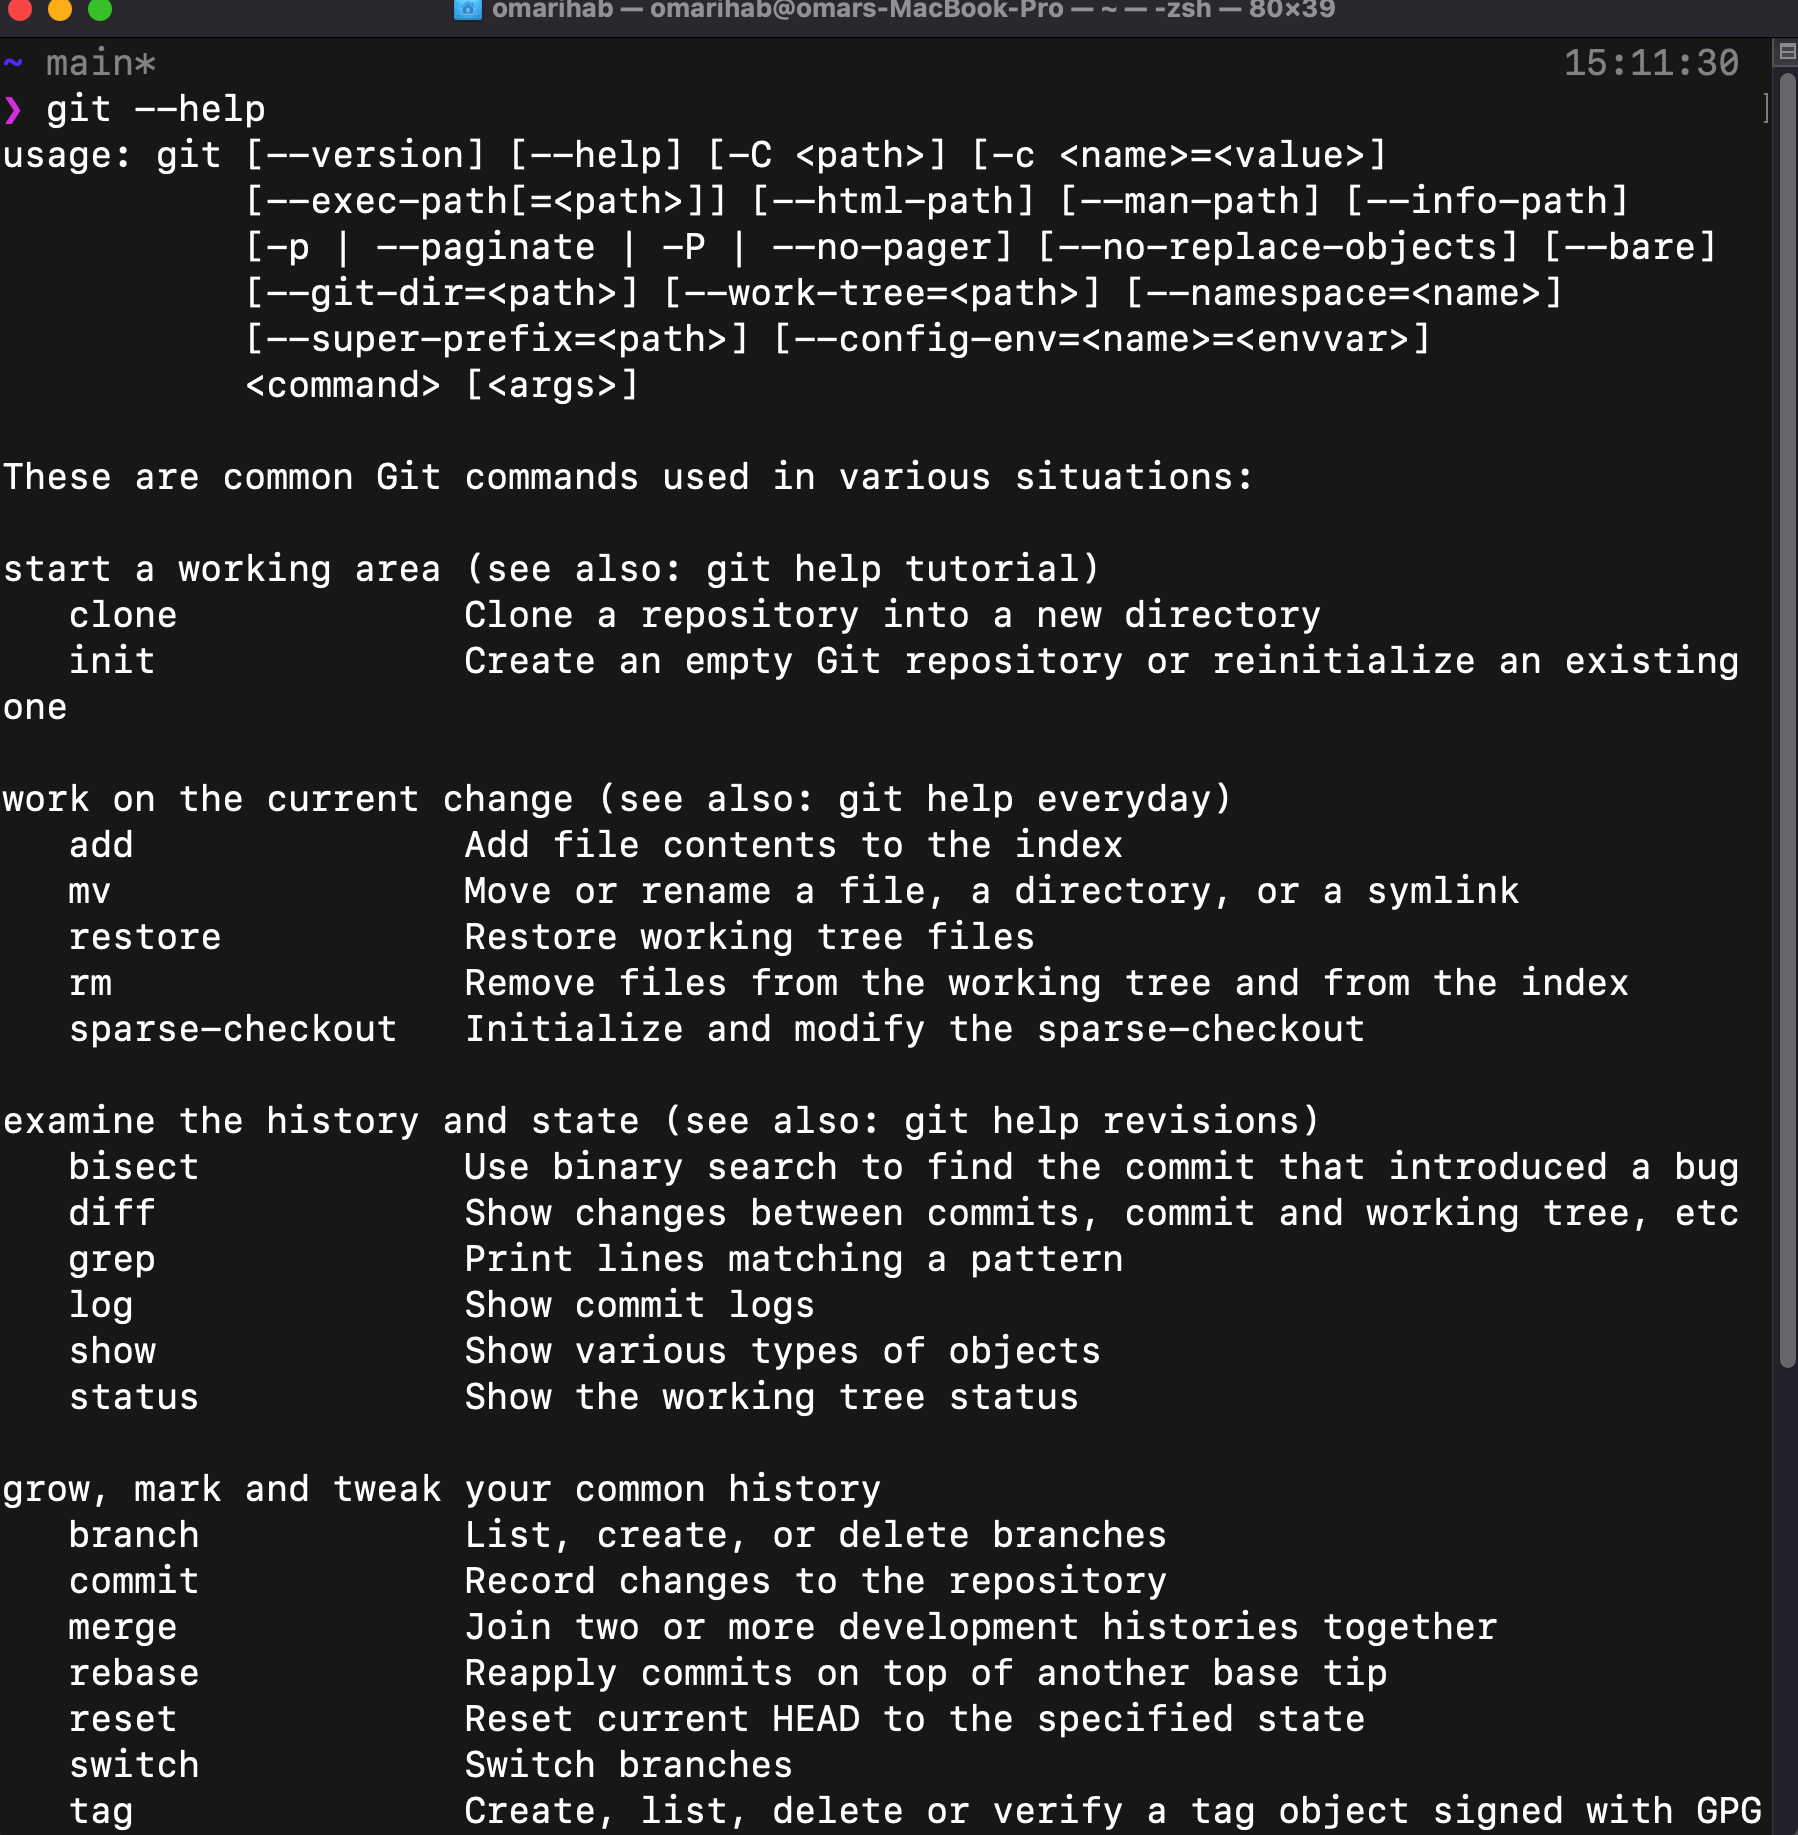 omarihab — omarihab@omars-MacBook-Pro — ~ — -zsh — 80×39
~ main* 15:11:30
❯ git --help ]
usage: git [--version] [--help] [-C <path>] [-c <name>=<value>]
           [--exec-path[=<path>]] [--html-path] [--man-path] [--info-path]
           [-p | --paginate | -P | --no-pager] [--no-replace-objects] [--bare]
           [--git-dir=<path>] [--work-tree=<path>] [--namespace=<name>]
           [--super-prefix=<path>] [--config-env=<name>=<envvar>]
           <command> [<args>]

These are common Git commands used in various situations:

start a working area (see also: git help tutorial)
   clone             Clone a repository into a new directory
   init              Create an empty Git repository or reinitialize an existing
one

work on the current change (see also: git help everyday)
   add               Add file contents to the index
   mv                Move or rename a file, a directory, or a symlink
   restore           Restore working tree files
   rm                Remove files from the working tree and from the index
   sparse-checkout   Initialize and modify the sparse-checkout

examine the history and state (see also: git help revisions)
   bisect            Use binary search to find the commit that introduced a bug
   diff              Show changes between commits, commit and working tree, etc
   grep              Print lines matching a pattern
   log               Show commit logs
   show              Show various types of objects
   status            Show the working tree status

grow, mark and tweak your common history
   branch            List, create, or delete branches
   commit            Record changes to the repository
   merge             Join two or more development histories together
   rebase            Reapply commits on top of another base tip
   reset             Reset current HEAD to the specified state
   switch            Switch branches
   tag               Create, list, delete or verify a tag object signed with GPG